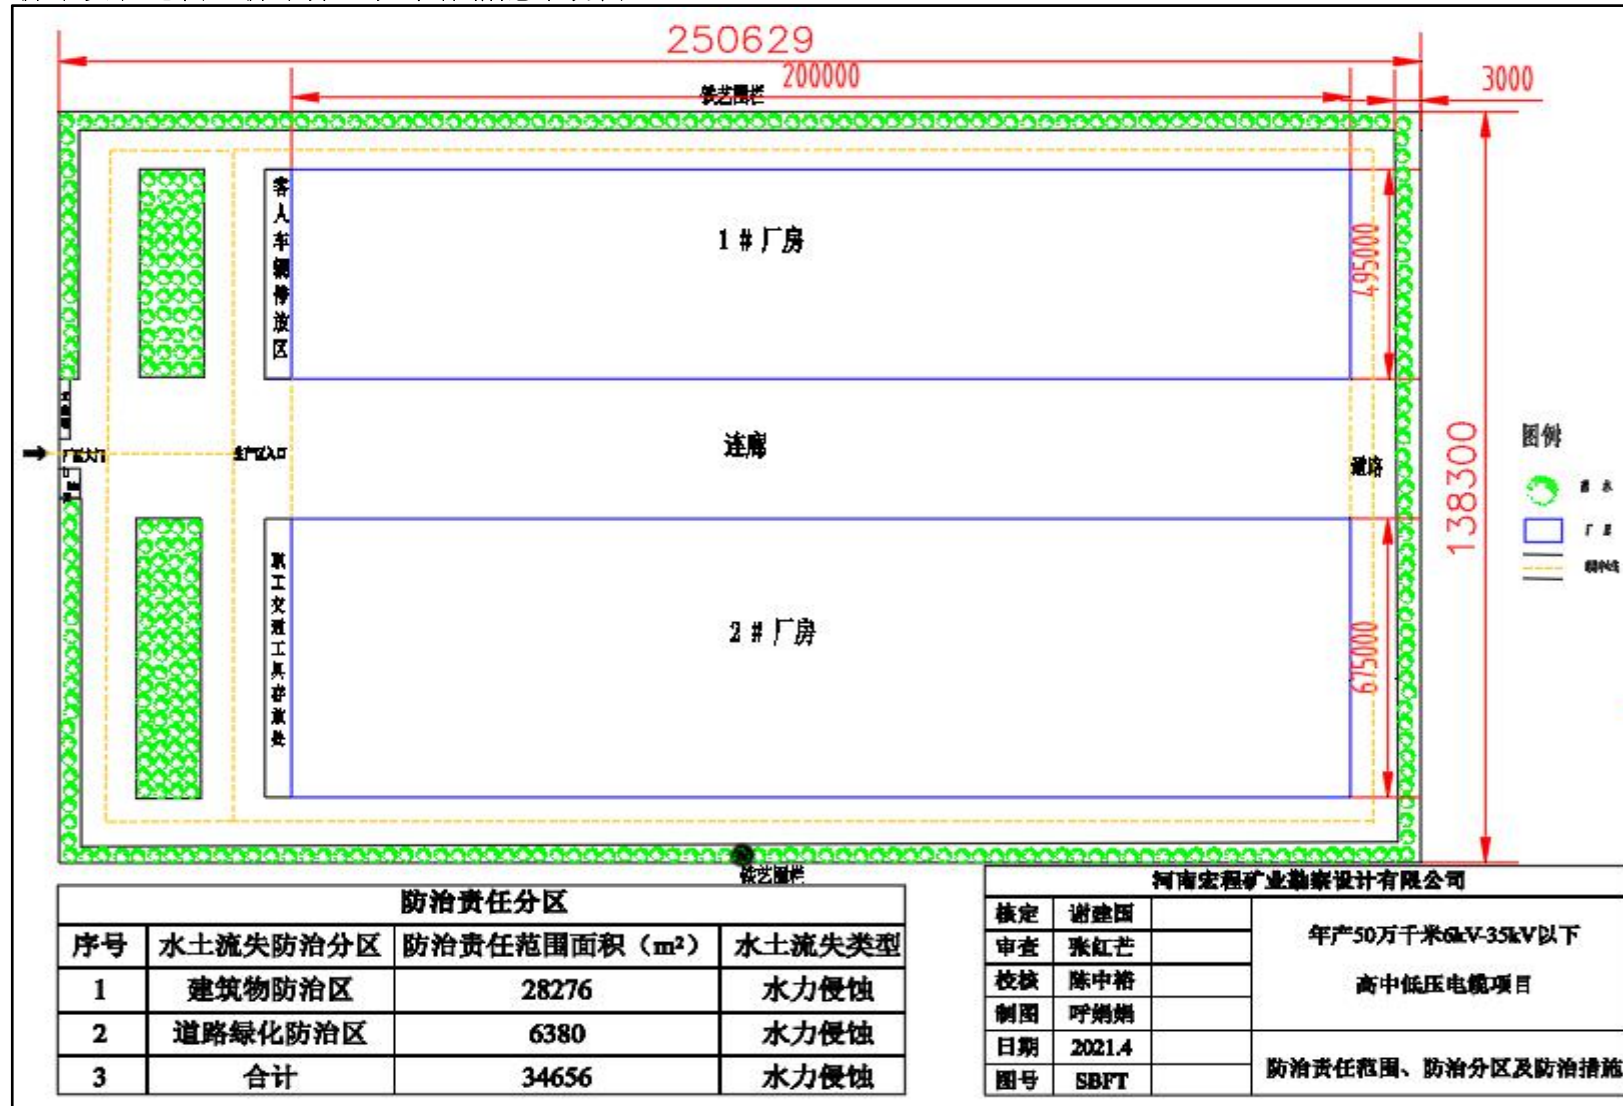 250629
200000
3000
铁艺围栏
客人车辆停放区
1#厂房
495000
厂区大门
生产区入口
连廊
道路
138300
图例
厂房
职工交通工具存放处
2#厂房
675000
铁艺围栏
防治责任分区
序号 水土流失防治分区 防治责任范围面积（m²） 水土流失类型
1 建筑物防治区 28276 水力侵蚀
2 道路绿化防治区 6380 水力侵蚀
3 合计 34656 水力侵蚀
河南宏程矿业勘察设计有限公司
核定 谢建国
审查 张红芒
校核 陈中裕
制图 呼娟娟
日期 2021.4
图号 SBFT
年产50万千米6kV-35kV以下
高中低压电缆项目
防治责任范围、防治分区及防治措施